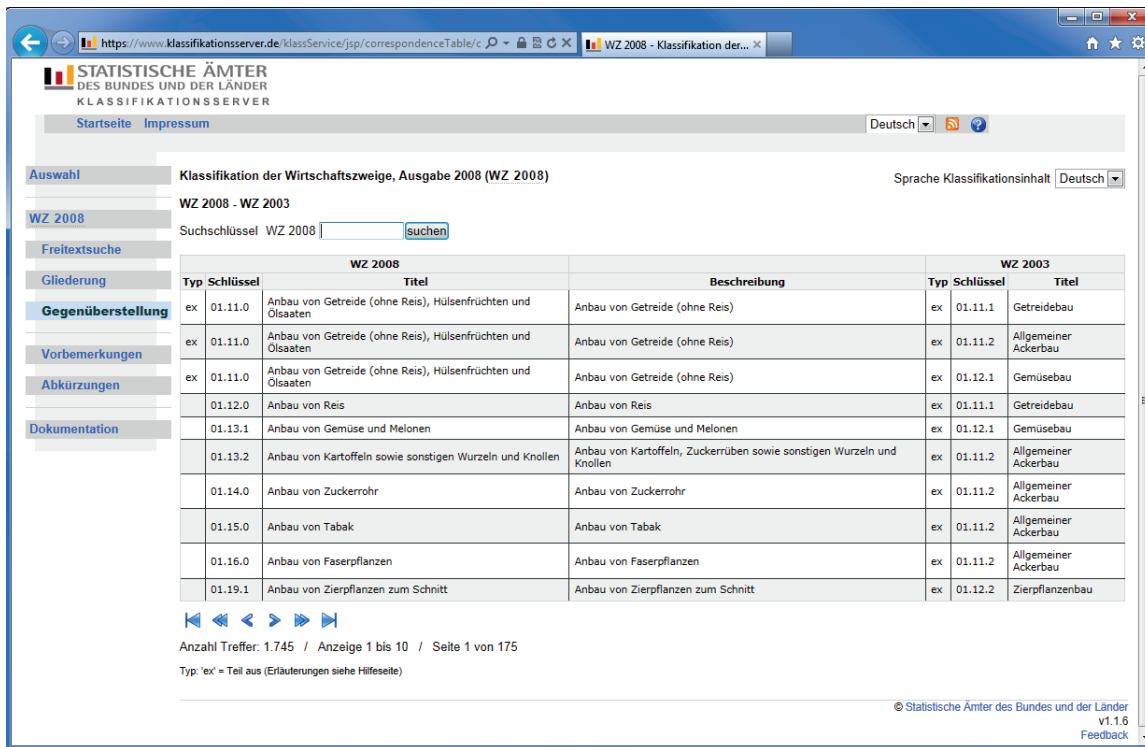 https://www.klassifikationsserver.de/klassService/jsp/correspondenceTable/c
WZ 2008 - Klassifikation der...
STATISTISCHE ÄMTER
DES BUNDES UND DER LÄNDER
KLASSIFIKATIONSSERVER
Startseite Impressum Deutsch
Auswahl
WZ 2008
Freitextsuche
Gliederung
Gegenüberstellung
Vorbemerkungen
Abkürzungen
Dokumentation
Klassifikation der Wirtschaftszweige, Ausgabe 2008 (WZ 2008) Sprache Klassifikationsinhalt Deutsch
WZ 2008 - WZ 2003
Suchschlüssel WZ 2008 suchen
WZ 2008 WZ 2003
Typ Schlüssel Titel Beschreibung Typ Schlüssel Titel
ex 01.11.0 Anbau von Getreide (ohne Reis), Hülsenfrüchten und Anbau von Getreide (ohne Reis) ex 01.11.1 Getreidebau
Ölsaaten
ex 01.11.0 Anbau von Getreide (ohne Reis), Hülsenfrüchten und Anbau von Getreide (ohne Reis) ex 01.11.2 Allgemeiner
Ölsaaten Ackerbau
ex 01.11.0 Anbau von Getreide (ohne Reis), Hülsenfrüchten und Anbau von Getreide (ohne Reis) ex 01.12.1 Gemüsebau
Ölsaaten
01.12.0 Anbau von Reis Anbau von Reis ex 01.11.1 Getreidebau
01.13.1 Anbau von Gemüse und Melonen Anbau von Gemüse und Melonen ex 01.12.1 Gemüsebau
01.13.2 Anbau von Kartoffeln sowie sonstigen Wurzeln und Knollen Anbau von Kartoffeln, Zuckerrüben sowie sonstigen Wurzeln und ex 01.11.2 Allgemeiner
Knollen Ackerbau
01.14.0 Anbau von Zuckerrohr Anbau von Zuckerrohr ex 01.11.2 Allgemeiner
Ackerbau
01.15.0 Anbau von Tabak Anbau von Tabak ex 01.11.2 Allgemeiner
Ackerbau
01.16.0 Anbau von Faserpflanzen Anbau von Faserpflanzen ex 01.11.2 Allgemeiner
Ackerbau
01.19.1 Anbau von Zierpflanzen zum Schnitt Anbau von Zierpflanzen zum Schnitt ex 01.12.2 Zierpflanzenbau
Anzahl Treffer: 1.745 / Anzeige 1 bis 10 / Seite 1 von 175
Typ: 'ex' = Teil aus (Erläuterungen siehe Hilfeseite)
© Statistische Ämter des Bundes und der Länder
v1.1.6
Feedback